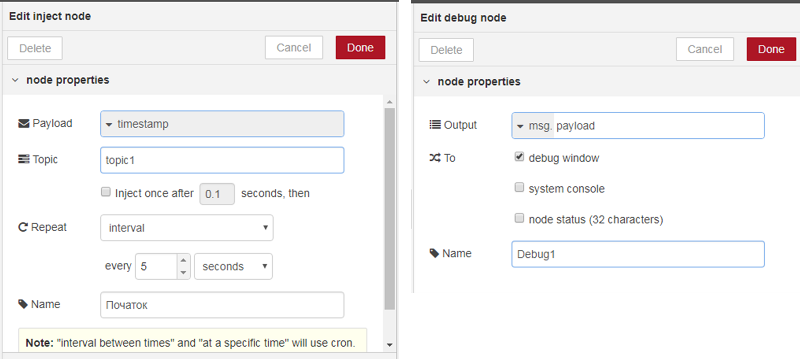 Edit inject node
Delete
Cancel
Done
node properties
Payload
timestamp
Topic
topic1
Inject once after 0.1 seconds, then
Repeat
interval
every 5 seconds
Name
Початок
Note: "interval between times" and "at a specific time" will use cron.
Edit debug node
Delete
Cancel
Done
node properties
Output
msg. payload
To
debug window
system console
node status (32 characters)
Name
Debug1